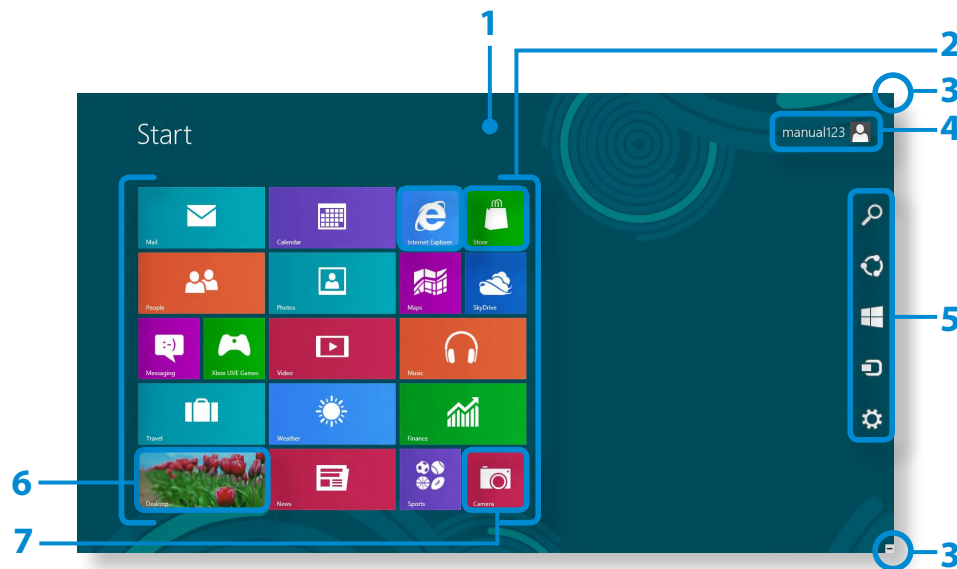 1
2
3
Start
manual123
4
Mail
Calendar
Internet Explorer
Store
People
Photos
Maps
SkyDrive
5
Messaging
:-)
Xbox LIVE Games
Video
Music
Travel
Weather
Finance
6
Desktop
News
Sports
Camera
7
3